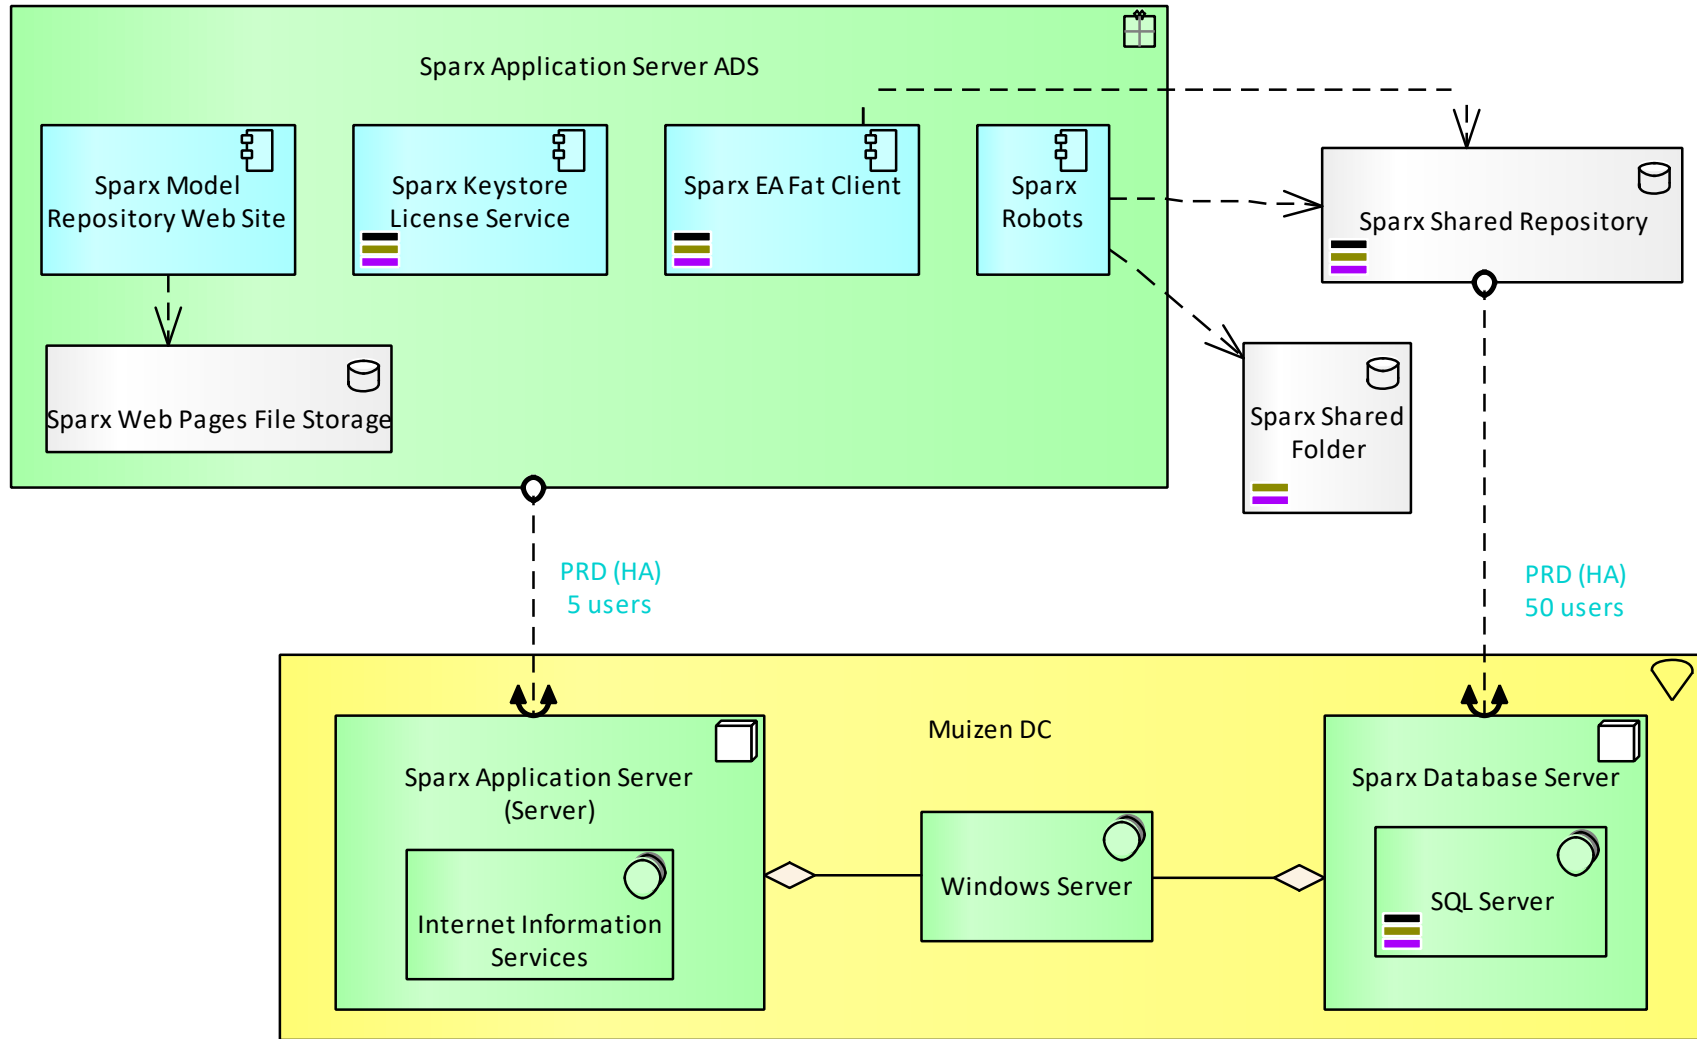 Sparx Application Server ADS
Sparx Model
Repository Web Site
Sparx Keystore
License Service
Sparx EA Fat Client
Sparx
Robots
Sparx Shared Repository
Sparx Web Pages File Storage
Sparx Shared
Folder
PRD (HA)
5 users
PRD (HA)
50 users
Muizen DC
Sparx Application Server
(Server)
Internet Information
Services
Windows Server
Sparx Database Server
SQL Server